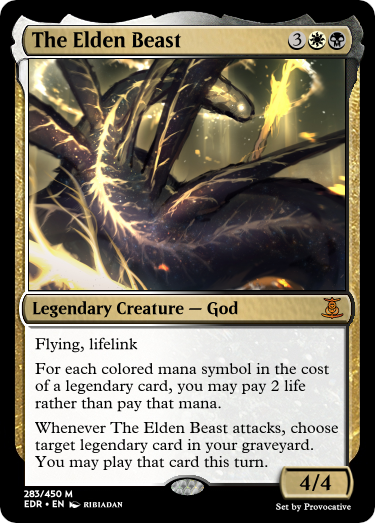 The Elden Beast 3
Legendary Creature — God
Flying, lifelink
For each colored mana symbol in the cost
of a legendary card, you may pay 2 life
rather than pay that mana.
Whenever The Elden Beast attacks, choose
target legendary card in your graveyard.
You may play that card this turn.
4/4
283/450 M
EDR • EN RIBIADAN
Set by Provocative